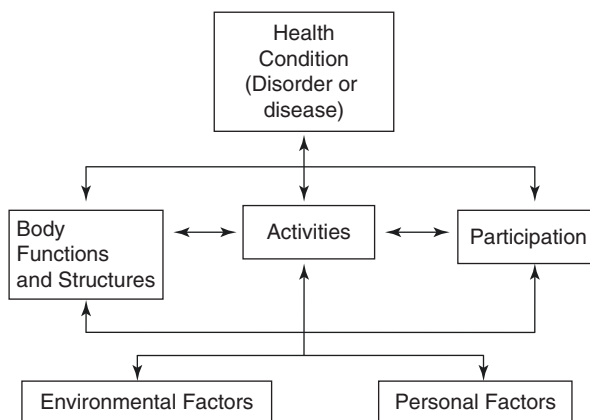 Health
Condition
(Disorder or
disease)
Body
Functions
and Structures
Activities
Participation
Environmental Factors
Personal Factors